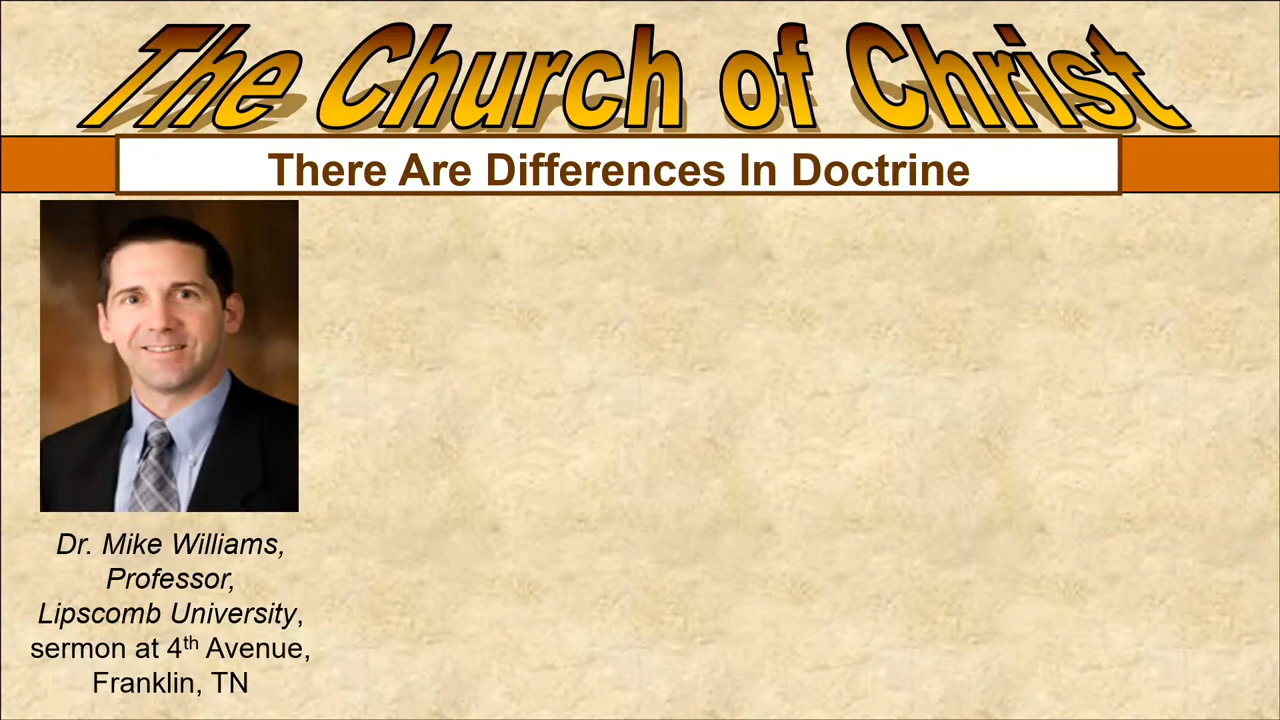 The Church of Christ
There Are Differences In Doctrine
Dr. Mike Williams,
Professor,
Lipscomb University,
sermon at 4th Avenue,
Franklin, TN